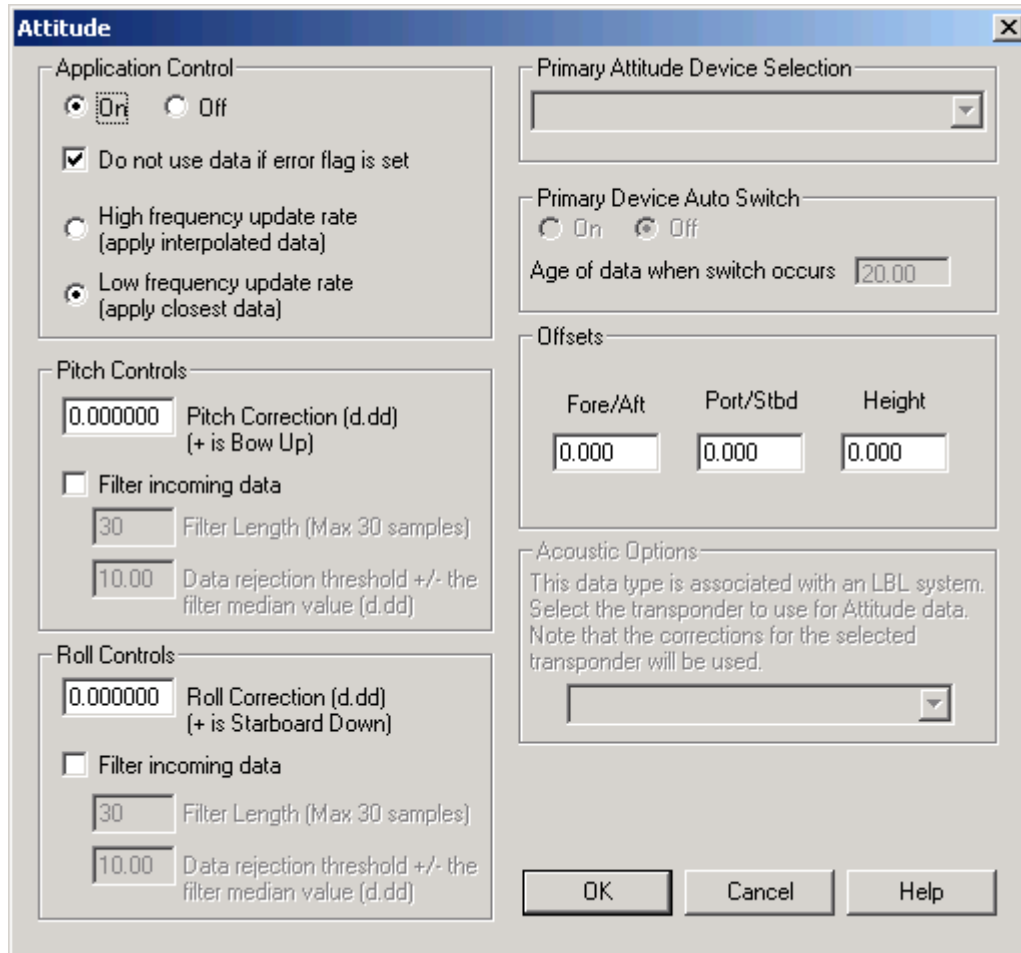 Attitude
Application Control
On
Off
Do not use data if error flag is set
High frequency update rate
(apply interpolated data)
Low frequency update rate
(apply closest data)
Pitch Controls
0.000000
Pitch Correction (d.dd)
(+ is Bow Up)
Filter incoming data
30
Filter Length (Max 30 samples)
10.00
Data rejection threshold +/- the
filter median value (d.dd)
Roll Controls
0.000000
Roll Correction (d.dd)
(+ is Starboard Down)
Filter incoming data
30
Filter Length (Max 30 samples)
10.00
Data rejection threshold +/- the
filter median value (d.dd)
Primary Attitude Device Selection
Primary Device Auto Switch
On
Off
Age of data when switch occurs
20.00
Offsets
Fore/Aft
Port/Stbd
Height
0.000
0.000
0.000
Acoustic Options
This data type is associated with an LBL system.
Select the transponder to use for Attitude data.
Note that the corrections for the selected
transponder will be used.
OK
Cancel
Help